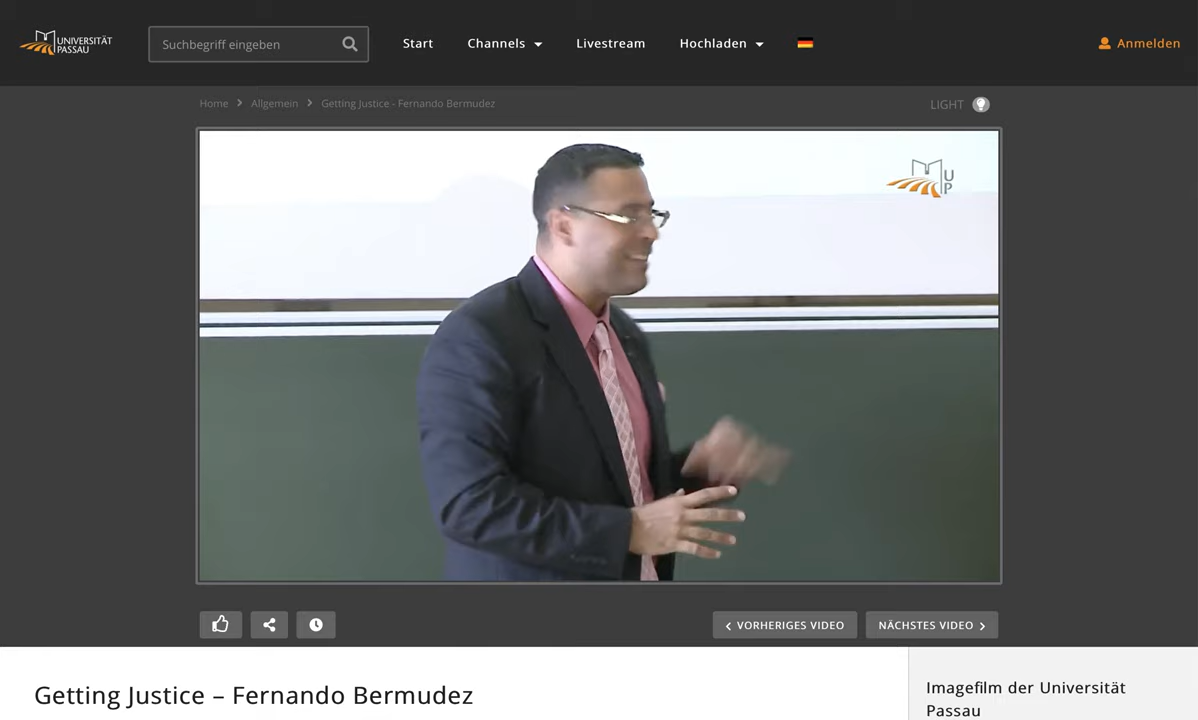 UNIVERSITÄT
PASSAU
Suchbegriff eingeben
Start
Channels
Livestream
Hochladen
Anmelden
Home > Allgemein > Getting Justice - Fernando Bermudez
LIGHT
U
P
VORHERIGES VIDEO
NÄCHSTES VIDEO
Getting Justice – Fernando Bermudez
Imagefilm der Universität
Passau